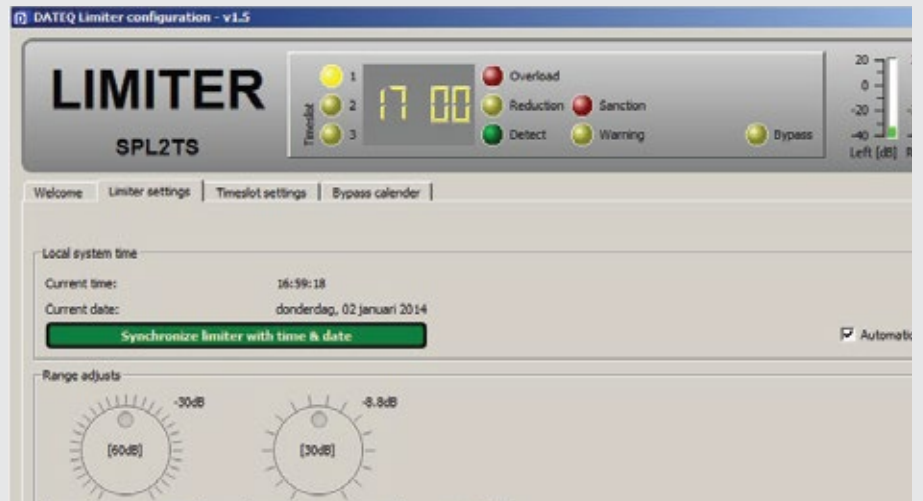 DATEQ Limiter configuration - v1.5
LIMITER
SPL2TS
Timeslot
1
2
3
17 00
Overload
Reduction
Sanction
Detect
Warning
Bypass
20
0
-20
-40
Left [dB]
Welcome
Limiter settings
Timeslot settings
Bypass calender
Local system time
Current time: 16:59:18
Current date: donderdag, 02 januari 2014
Synchronize limiter with time & date
Automatic
Range adjusts
-30dB
[60dB]
-8.8dB
[30dB]